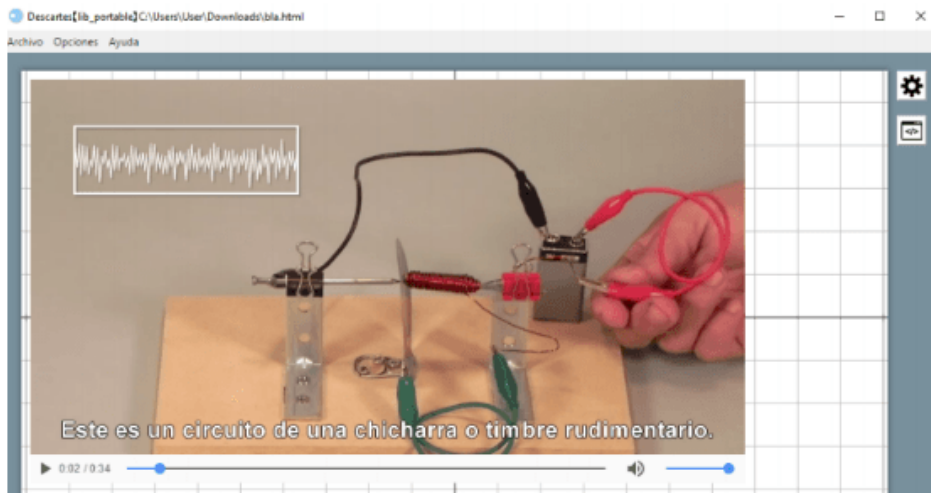 Descartes【lib_portable】C:\Users\User\Downloads\bla.html
Archivo Opciones Ayuda
Este es un circuito de una chicharra o timbre rudimentario.
0:02 / 0:34